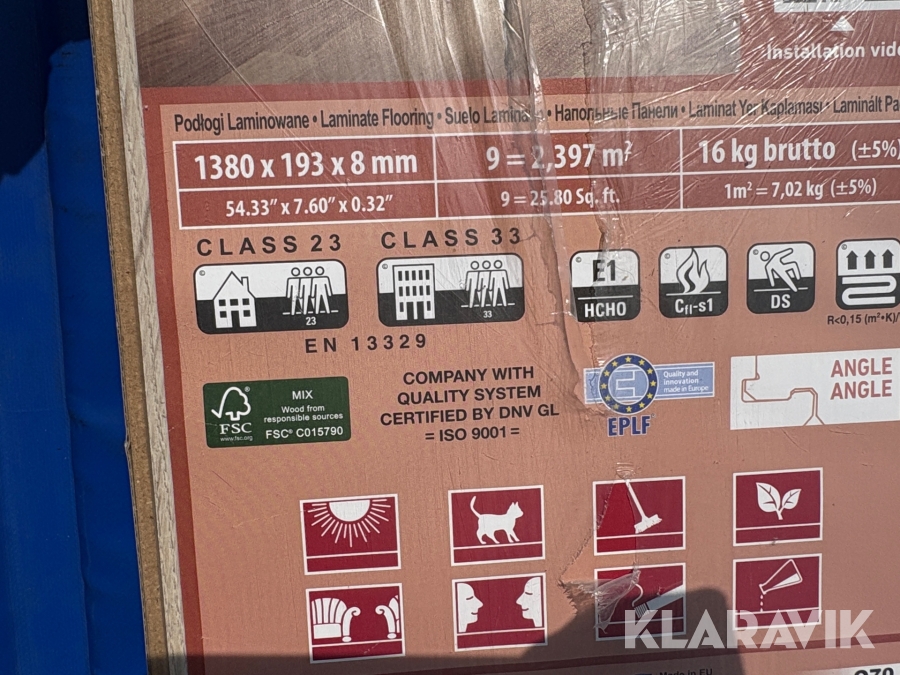 Installation vide
Podłogi Laminowane • Laminate Flooring • Suelo • Напольные Панели • Laminat Yer Kaplaması • Laminált Pa
1380 x 193 x 8 mm
9 = 2,397 m²
16 kg brutto (±5%)
54.33" x 7.60" x 0.32"
9 = 25.80 Sq. ft.
1m² = 7,02 kg (±5%)
CLASS 23
CLASS 33
23
33
EN 13329
E1
HCHO
Cfl-s1
DS
R<0,15 (m²•K)/
FSC
www.fsc.org
MIX
Wood from
responsible sources
FSC® C015790
COMPANY WITH
QUALITY SYSTEM
CERTIFIED BY DNV GL
= ISO 9001 =
Quality and
innovation
made in Europe
EPLF
ANGLE
ANGLE
KLARAVIK
Made in EU